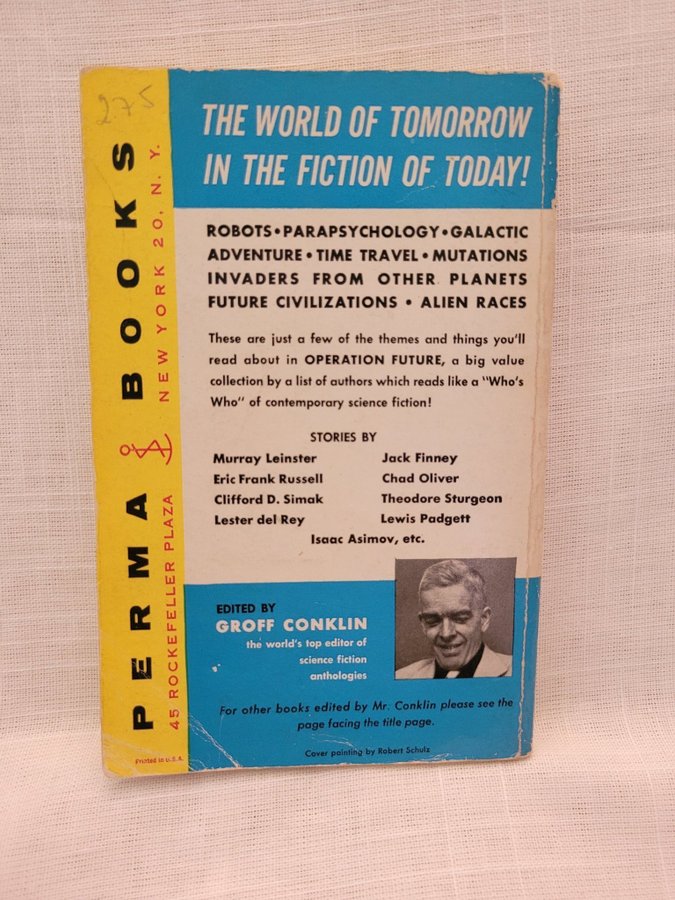 275
PERMA BOOKS
45 ROCKEFELLER PLAZA NEW YORK 20, N. Y.
Printed in U.S.A.
THE WORLD OF TOMORROW
IN THE FICTION OF TODAY!
ROBOTS • PARAPSYCHOLOGY • GALACTIC
ADVENTURE • TIME TRAVEL • MUTATIONS
INVADERS FROM OTHER PLANETS
FUTURE CIVILIZATIONS • ALIEN RACES
These are just a few of the themes and things you'll
read about in OPERATION FUTURE, a big value
collection by a list of authors which reads like a "Who's
Who" of contemporary science fiction!
STORIES BY
Murray Leinster Jack Finney
Eric Frank Russell Chad Oliver
Clifford D. Simak Theodore Sturgeon
Lester del Rey Lewis Padgett
Isaac Asimov, etc.
EDITED BY
GROFF CONKLIN
the world's top editor of
science fiction
anthologies
For other books edited by Mr. Conklin please see the
page facing the title page.
Cover painting by Robert Schulz